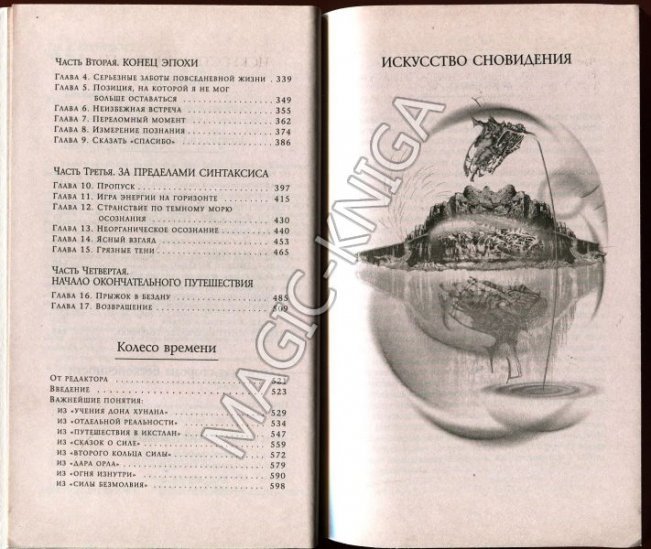 Часть Вторая. КОНЕЦ ЭПОХИ
Глава 4. Серьезные заботы повседневной жизни . 339
Глава 5. Позиция, на которой я не мог
больше оставаться . . . . . . . . . . . . 349
Глава 6. Неизбежная встреча . . . . . . . . . . . . 355
Глава 7. Переломный момент . . . . . . . . . . . . 362
Глава 8. Измерение познания . . . . . . . . . . . . 374
Глава 9. Сказать «спасибо» . . . . . . . . . . . . 386
Часть Третья. ЗА ПРЕДЕЛАМИ СИНТАКСИСА
Глава 10. Пропуск . . . . . . . . . . . . 397
Глава 11. Игра энергии на горизонте . . . . . . 415
Глава 12. Странствие по темному морю
осознания . . . . . . . . . . . . 430
Глава 13. Неорганическое осознание . . . . . . 440
Глава 14. Ясный взгляд . . . . . . . . . . . . 453
Глава 15. Грязные тени . . . . . . . . . . . . 465
Часть Четвертая.
НАЧАЛО ОКОНЧАТЕЛЬНОГО ПУТЕШЕСТВИЯ
Глава 16. Прыжок в бездну . . . . . . . . . . . . 485
Глава 17. Возвращение . . . . . . . . . . . . 509
Колесо времени
От редактора . . . . . . . . . . . . 521
Введение . . . . . . . . . . . . 523
Важнейшие понятия:
из «Учения дона Хуана» . . . . . . . . . . . . 529
из «Отдельной реальности» . . . . . . . . . . . . 534
из «Путешествия в Икстлан» . . . . . . . . . . . . 547
из «Сказок о силе» . . . . . . . . . . . . 559
из «Второго кольца силы» . . . . . . . . . . . . 572
из «Дара орла» . . . . . . . . . . . . 579
из «Огня изнутри» . . . . . . . . . . . . 590
из «Силы безмолвия» . . . . . . . . . . . . 598
ИСКУССТВО СНОВИДЕНИЯ
MAGIC-KNIGA